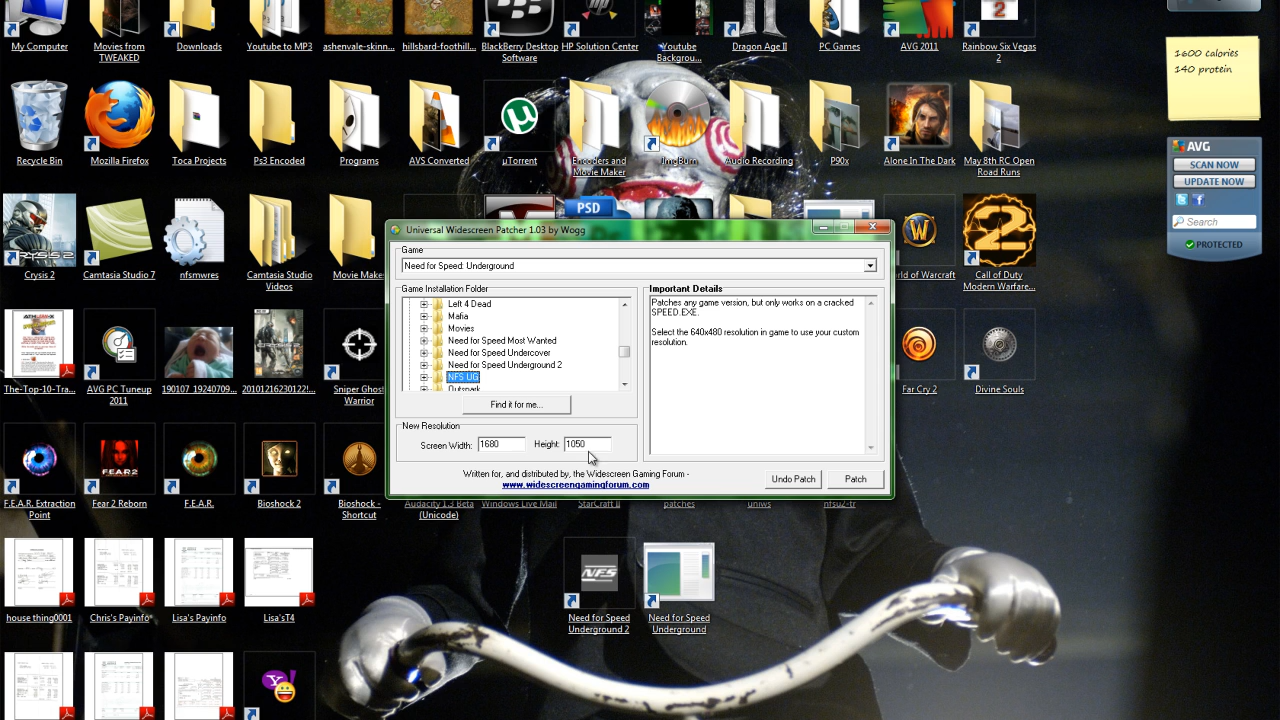 My Computer
Movies from
TWEAKED
Downloads
Youtube to MP3
ashenvale-skinn...
hillsbard-foothill...
BlackBerry Desktop
Software
HP Solution Center
Youtube
Backgrou...
Dragon Age II
PC Games
AVG 2011
Rainbow Six Vegas
2
1600 calories
140 protein
Recycle Bin
Mozilla Firefox
Toca Projects
Ps3 Encoded
Programs
AVS Converted
µTorrent
Encoders and
Movie Maker
ImgBurn
Audio Recording
P90x
Alone In The Dark
May 8th RC Open
Road Runs
AVG
SCAN NOW
UPDATE NOW
Search
PROTECTED
PSD
Crysis 2
Camtasia Studio 7
nfsmwres
Camtasia Studio
Videos
Movie Make
ld of Warcraft
Call of Duty
Modern Warfare...
Universal Widescreen Patcher 1.03 by Wogg
Game
Need for Speed: Underground
Game Installation Folder
Left 4 Dead
Mafia
Movies
Need for Speed Most Wanted
Need for Speed Undercover
Need for Speed Underground 2
NFS UG
Outspark
Find it for me...
Important Details
Patches any game version, but only works on a cracked
SPEED.EXE.
Select the 640x480 resolution in game to use your custom
resolution.
New Resolution
Screen Width:
1680
Height:
1050
Written for, and distributed by, the Widescreen Gaming Forum -
www.widescreengamingforum.com
Undo Patch
Patch
The-Top-10-Tra...
AVG PC Tuneup
2011
190107 19240709...
20101216230122!...
Sniper Ghost
Warrior
Far Cry 2
Divine Souls
F.E.A.R. Extraction
Point
Fear 2 Reborn
F.E.A.R.
Bioshock 2
Bioshock -
Shortcut
Audacity 1.3 Beta
(Unicode)
Windows Live Mail
StarCraft II
patches
uniws
nfsu2-tr
house thing0001
Chris's Payinfo
Lisa's Payinfo
Lisa'sT4
NFS
Need for Speed
Underground 2
Need for Speed
Underground